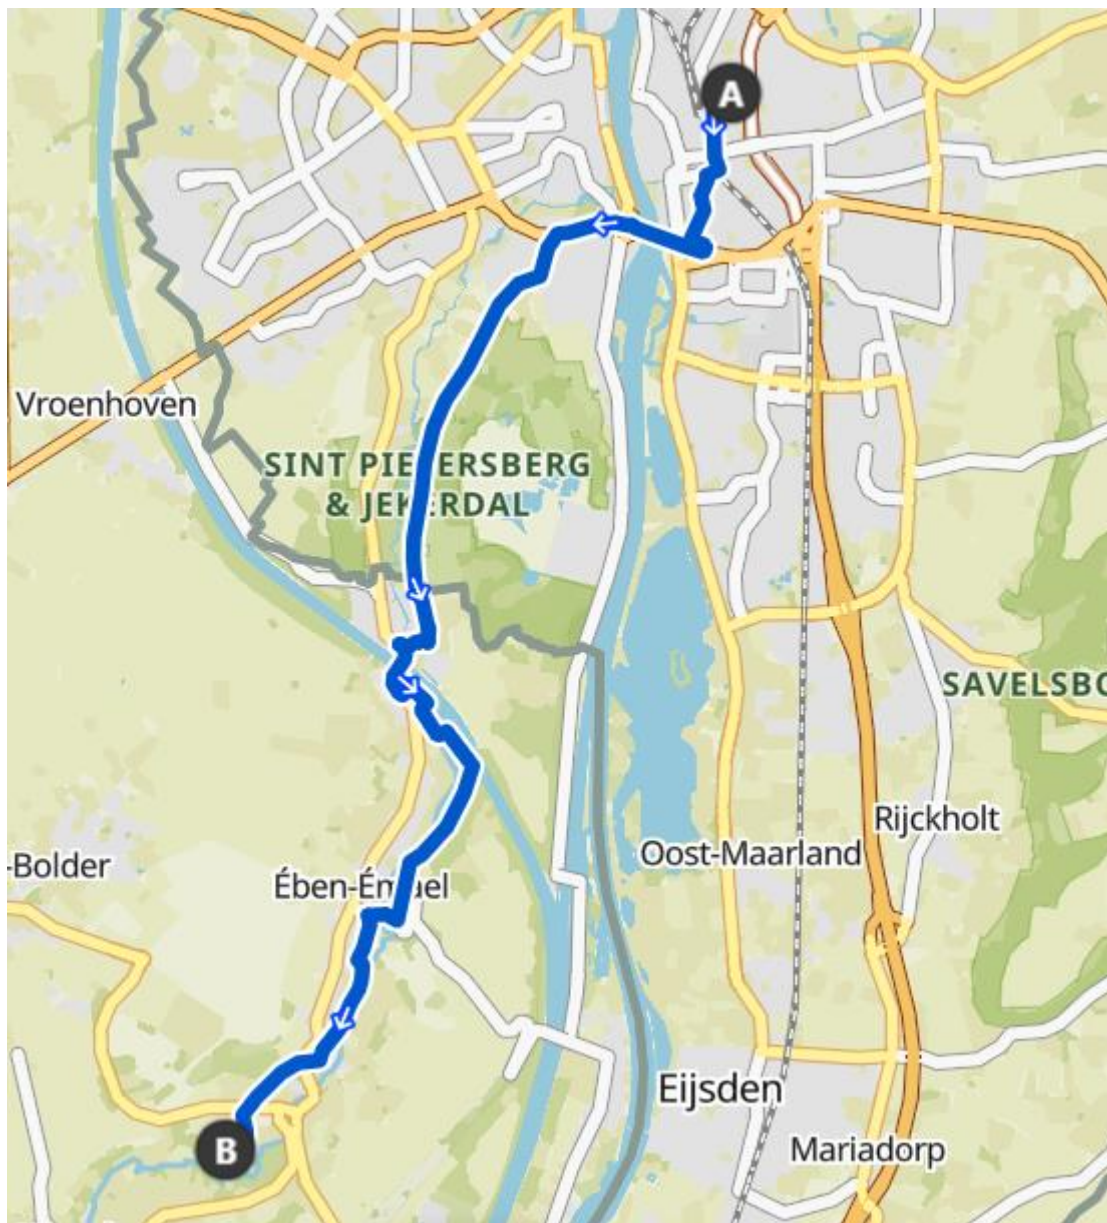 A
Vroenhoven
SINT PIETERSBERG
& JEKERDAL
SAVELSBO
Rijckholt
Oost-Maarland
-Bolder
Ében-Émael
Eijsden
Mariadorp
B